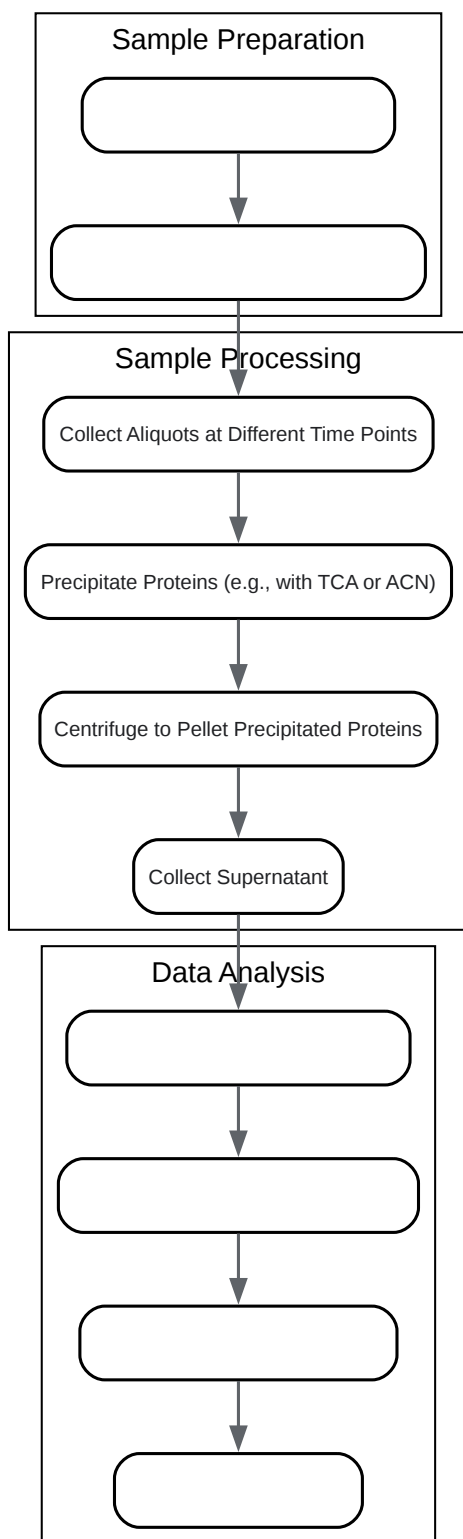 Sample Preparation
Sample Processing
Collect Aliquots at Different Time Points
Precipitate Proteins (e.g., with TCA or ACN)
Centrifuge to Pellet Precipitated Proteins
Collect Supernatant
Data Analysis